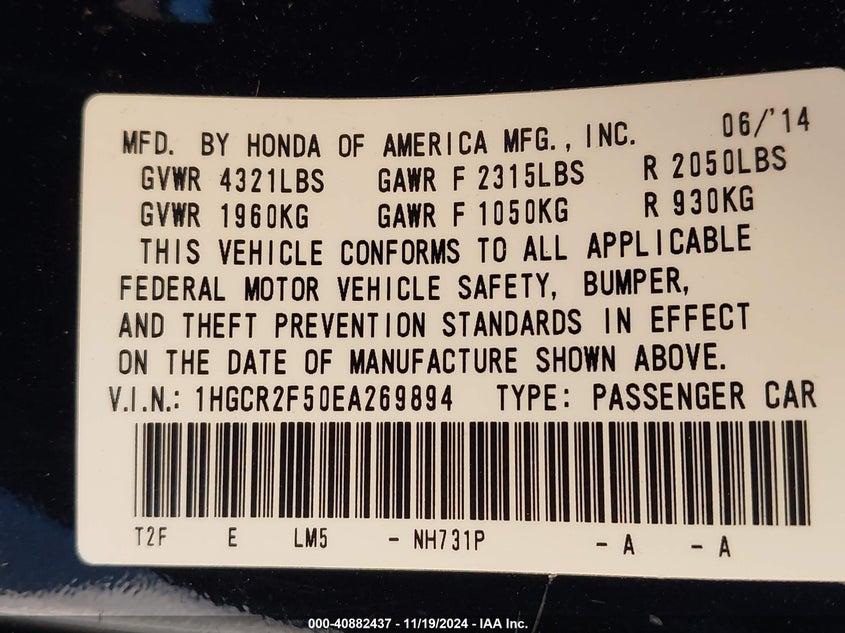 MFD. BY HONDA OF AMERICA MFG., INC. 06/'14
GVWR 4321LBS GAWR F 2315LBS R 2050LBS
GVWR 1960KG GAWR F 1050KG R 930KG
THIS VEHICLE CONFORMS TO ALL APPLICABLE
FEDERAL MOTOR VEHICLE SAFETY, BUMPER,
AND THEFT PREVENTION STANDARDS IN EFFECT
ON THE DATE OF MANUFACTURE SHOWN ABOVE.
V.I.N.: 1HGCR2F50EA269894 TYPE: PASSENGER CAR
T2F E LM5 - NH731P - A - A
000-40882437 - 11/19/2024 - IAA Inc.